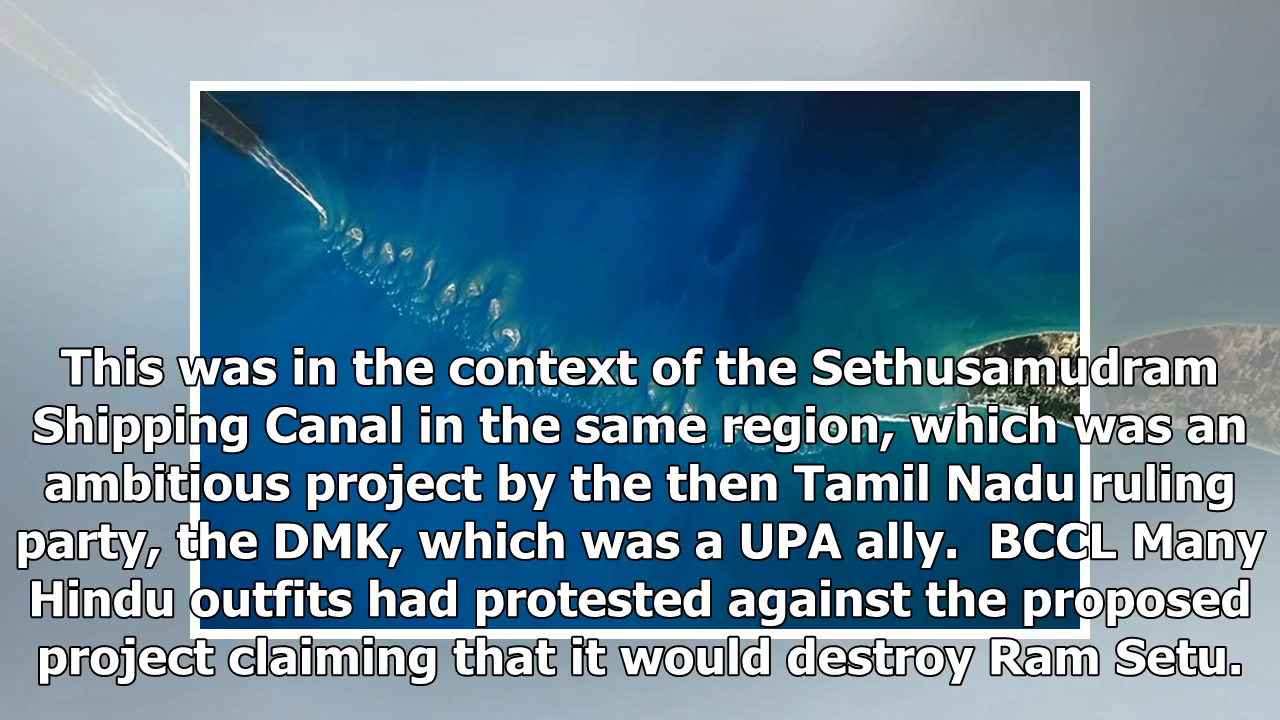 This was in the context of the Sethusamudram
Shipping Canal in the same region, which was an
ambitious project by the then Tamil Nadu ruling
party, the DMK, which was a UPA ally.  BCCL Many
Hindu outfits had protested against the proposed
project claiming that it would destroy Ram Setu.